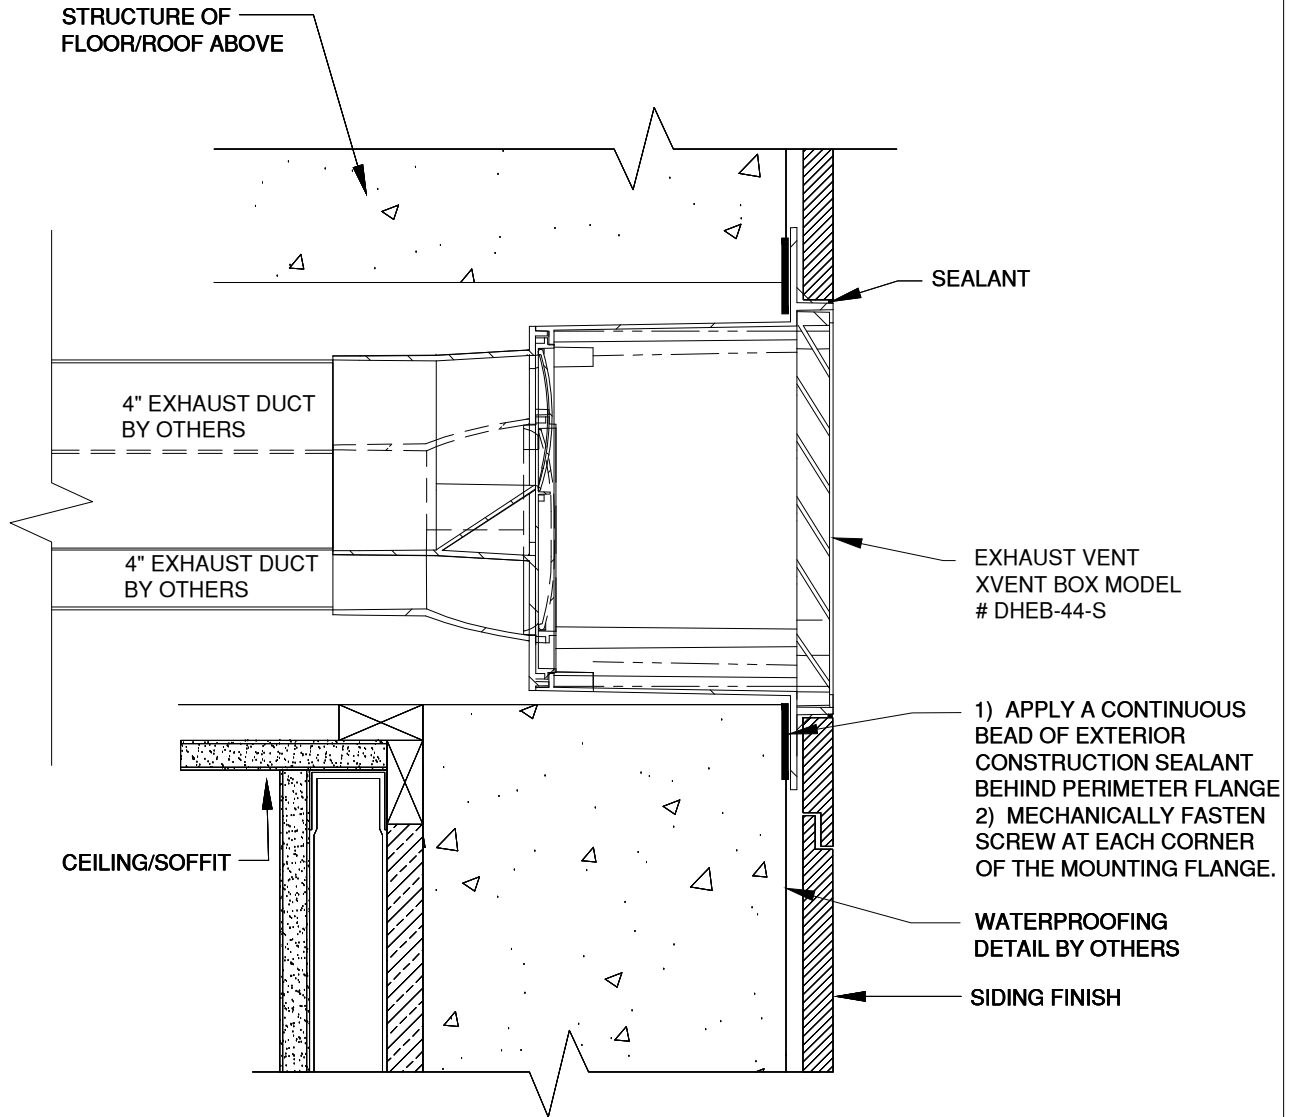 STRUCTURE OF
FLOOR/ROOF ABOVE
SEALANT
4" EXHAUST DUCT
BY OTHERS
4" EXHAUST DUCT
BY OTHERS
EXHAUST VENT
XVENT BOX MODEL
# DHEB-44-S
1) APPLY A CONTINUOUS
BEAD OF EXTERIOR
CONSTRUCTION SEALANT
BEHIND PERIMETER FLANGE
2) MECHANICALLY FASTEN
SCREW AT EACH CORNER
OF THE MOUNTING FLANGE.
CEILING/SOFFIT
WATERPROOFING
DETAIL BY OTHERS
SIDING FINISH